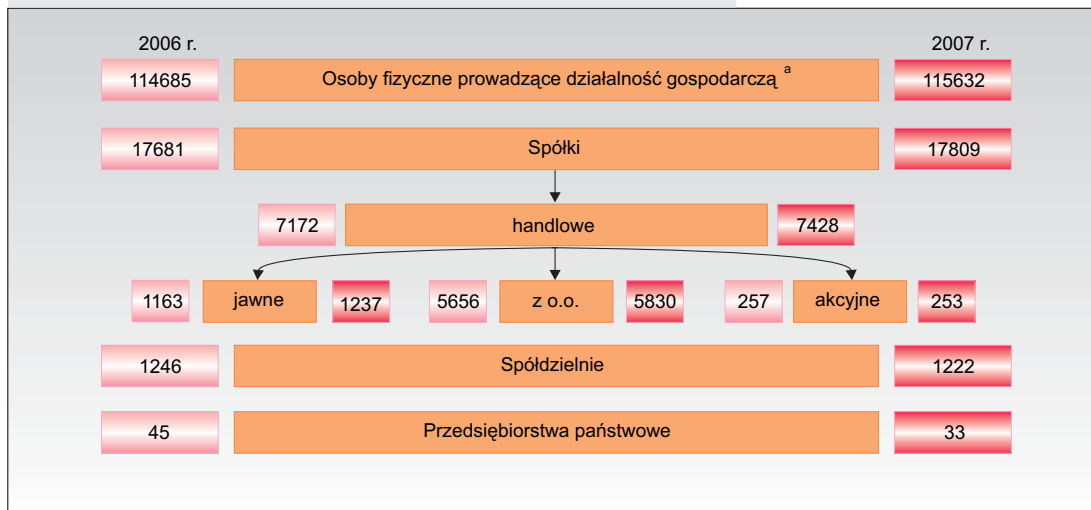 2006 r. 2007 r.
114685 Osoby fizyczne prowadzące działalność gospodarczą a 115632
17681 Spółki 17809
7172 handlowe 7428
1163 jawne 1237 5656 z o.o. 5830 257 akcyjne 253
1246 Spółdzielnie 1222
45 Przedsiębiorstwa państwowe 33